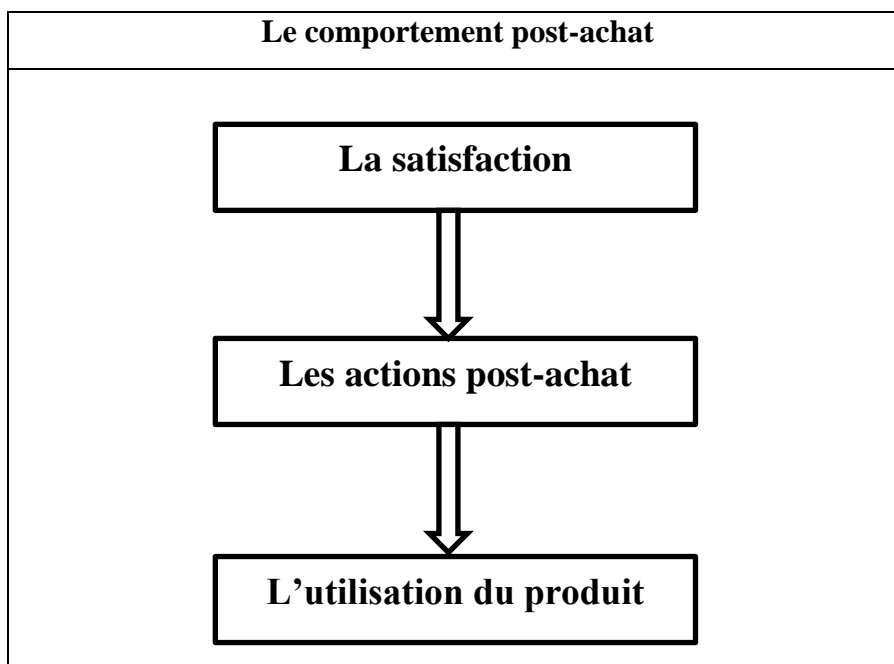 Le comportement post-achat
La satisfaction
Les actions post-achat
L’utilisation du produit